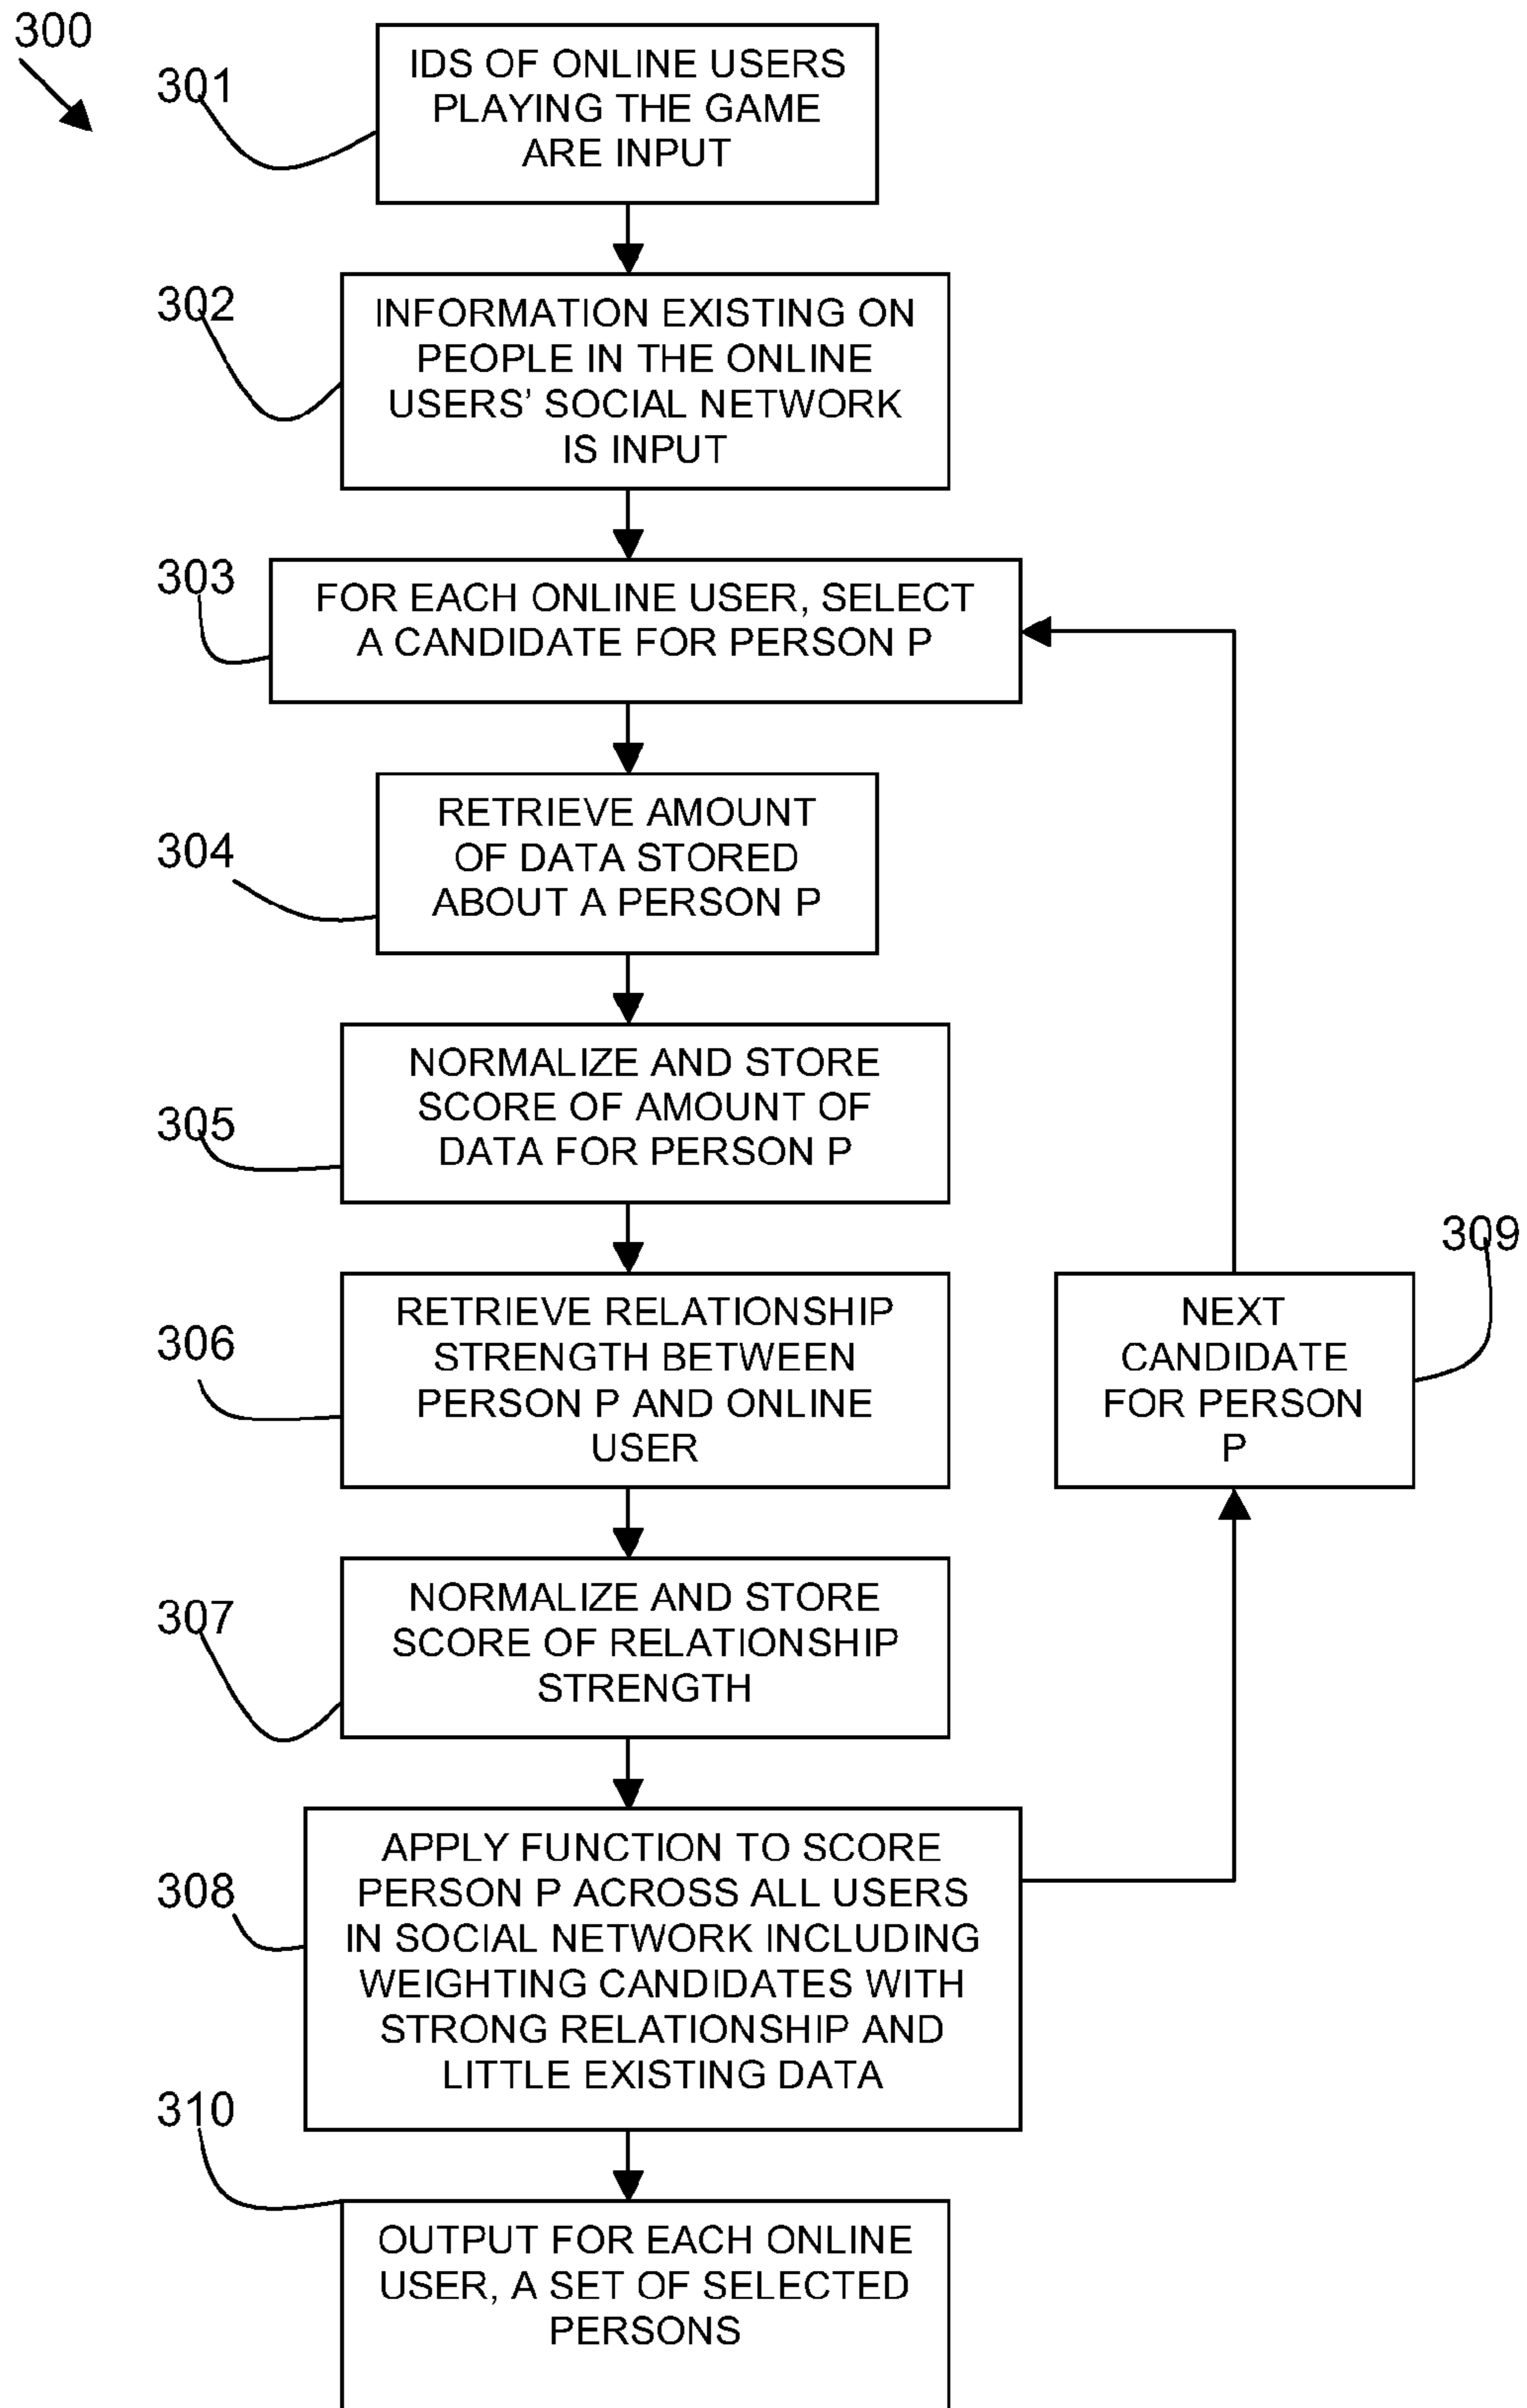 300
301
IDS OF ONLINE USERS
PLAYING THE GAME
ARE INPUT
302
INFORMATION EXISTING ON
PEOPLE IN THE ONLINE
USERS' SOCIAL NETWORK
IS INPUT
303
FOR EACH ONLINE USER, SELECT
A CANDIDATE FOR PERSON P
304
RETRIEVE AMOUNT
OF DATA STORED
ABOUT A PERSON P
305
NORMALIZE AND STORE
SCORE OF AMOUNT OF
DATA FOR PERSON P
306
RETRIEVE RELATIONSHIP
STRENGTH BETWEEN
PERSON P AND ONLINE
USER
309
NEXT
CANDIDATE
FOR PERSON
P
307
NORMALIZE AND STORE
SCORE OF RELATIONSHIP
STRENGTH
308
APPLY FUNCTION TO SCORE
PERSON P ACROSS ALL USERS
IN SOCIAL NETWORK INCLUDING
WEIGHTING CANDIDATES WITH
STRONG RELATIONSHIP AND
LITTLE EXISTING DATA
310
OUTPUT FOR EACH ONLINE
USER, A SET OF SELECTED
PERSONS